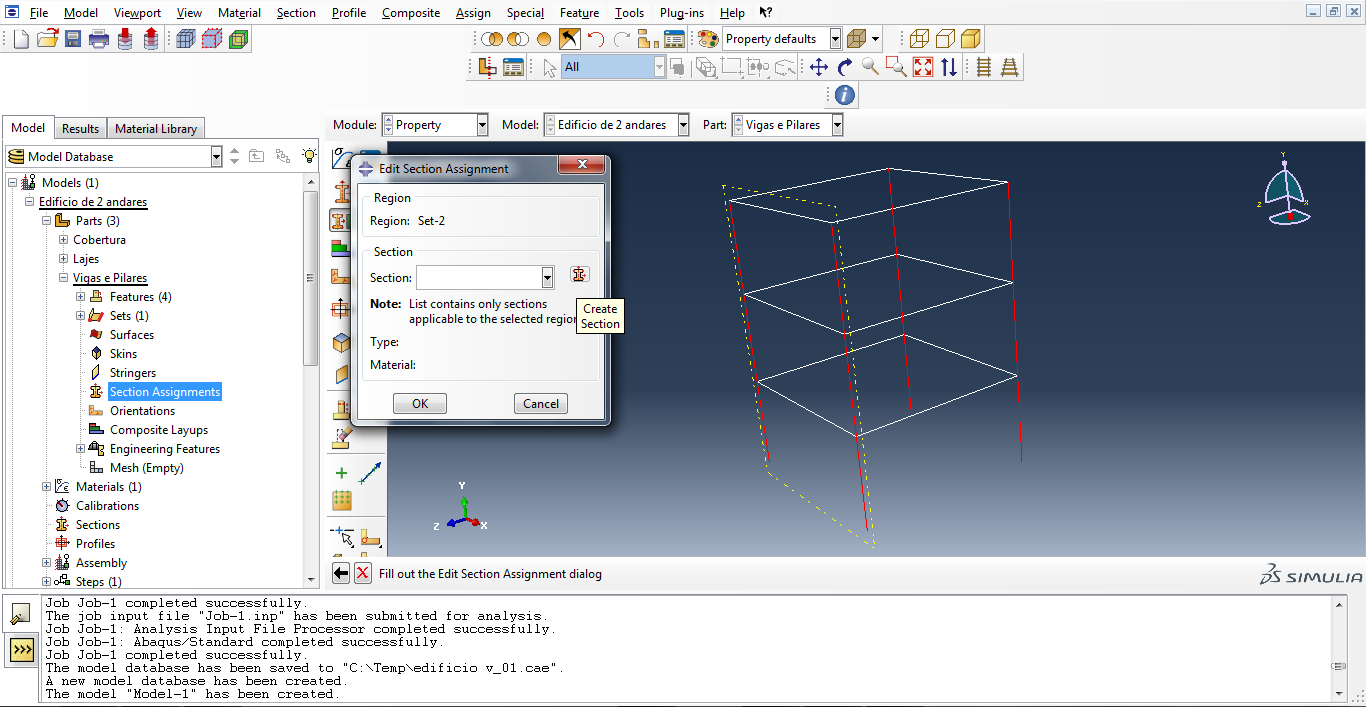 File Model Viewport View Material Section Profile Composite Assign Special Feature Tools Plug-ins Help
Property defaults
All
i
Model Results Material Library
Module: Property Model: Edificio de 2 andares Part: Vigas e Pilares
Model Database
Models (1)
Edificio de 2 andares
Parts (3)
Cobertura
Lajes
Vigas e Pilares
Features (4)
Sets (1)
Surfaces
Skins
Stringers
Section Assignments
Orientations
Composite Layups
Engineering Features
Mesh (Empty)
Materials (1)
Calibrations
Sections
Profiles
Assembly
Steps (1)
Edit Section Assignment
Region
Region: Set-2
Section
Section:
Note: List contains only sections
applicable to the selected region
Type:
Material:
OK Cancel
Create
Section
Y
Z X
Y
Z X
Fill out the Edit Section Assignment dialog
SIMULIA
Job Job-1 completed successfully.
The job input file "Job-1.inp" has been submitted for analysis.
Job Job-1: Analysis Input File Processor completed successfully.
Job Job-1: Abaqus/Standard completed successfully.
Job Job-1 completed successfully.
The model database has been saved to "C:\Temp\edificio v_01.cae".
A new model database has been created.
The model "Model-1" has been created.
>>>